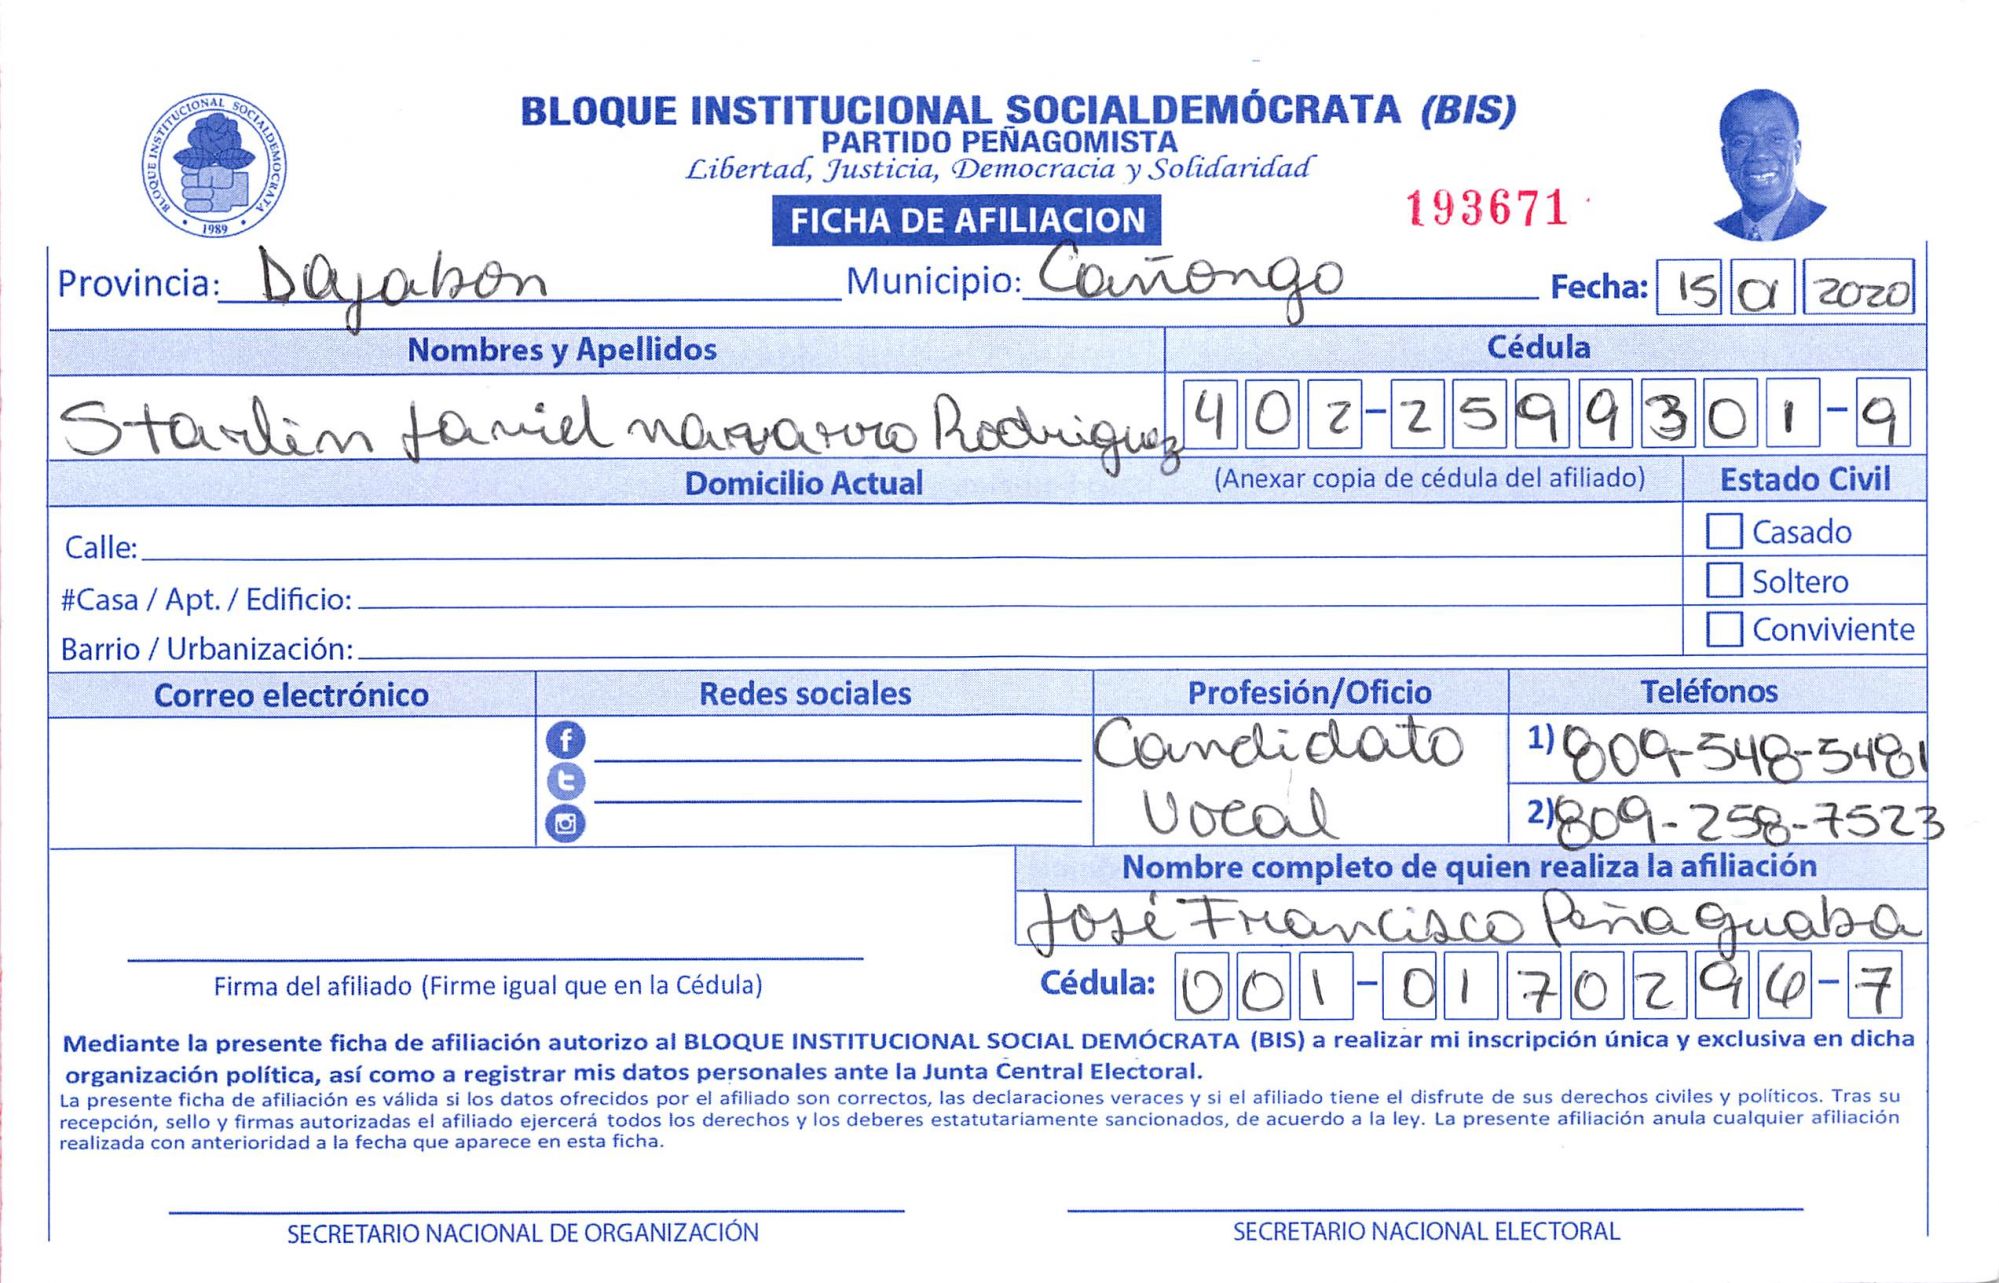 BLOQUE INSTITUCIONAL SOCIALDEMOCRATA
1989
BLOQUE INSTITUCIONAL SOCIALDEMÓCRATA (BIS)
PARTIDO PEÑAGOMISTA
Libertad, Justicia, Democracia y Solidaridad
FICHA DE AFILIACION
193671
Provincia: Dajabon Municipio: Cañongo Fecha: 15 01 2020
Nombres y Apellidos Cédula
Starlin Javiel navarro Rodriguez 402-2599301-9
Domicilio Actual (Anexar copia de cédula del afiliado) Estado Civil
Calle: Casado
#Casa / Apt. / Edificio: Soltero
Barrio / Urbanización: Conviviente
Correo electrónico Redes sociales Profesión/Oficio Teléfonos
Candidato 1) 809-548-5481
Vocal 2) 809-258-7523
Nombre completo de quien realiza la afiliación
José Francisco Peña guaba
Firma del afiliado (Firme igual que en la Cédula) Cédula: 001-0170296-7
Mediante la presente ficha de afiliación autorizo al BLOQUE INSTITUCIONAL SOCIAL DEMÓCRATA (BIS) a realizar mi inscripción única y exclusiva en dicha
organización política, así como a registrar mis datos personales ante la Junta Central Electoral.
La presente ficha de afiliación es válida si los datos ofrecidos por el afiliado son correctos, las declaraciones veraces y si el afiliado tiene el disfrute de sus derechos civiles y políticos. Tras su
recepción, sello y firmas autorizadas el afiliado ejercerá todos los derechos y los deberes estatutariamente sancionados, de acuerdo a la ley. La presente afiliación anula cualquier afiliación
realizada con anterioridad a la fecha que aparece en esta ficha.
SECRETARIO NACIONAL DE ORGANIZACIÓN SECRETARIO NACIONAL ELECTORAL